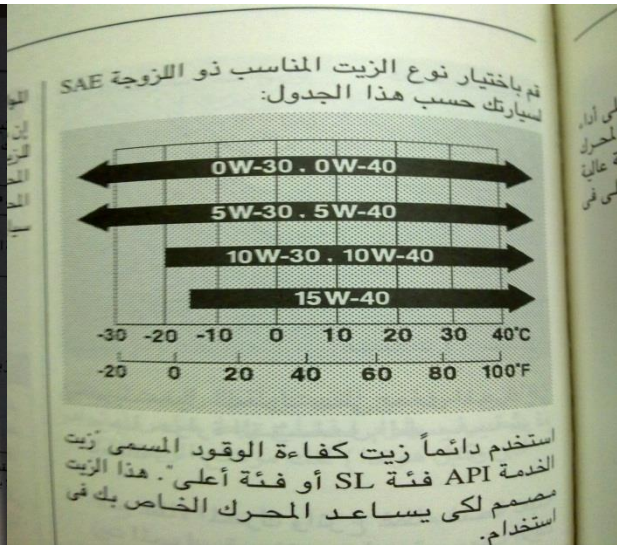 قم باختيار نوع الزيت المناسب ذو اللزوجة SAE
لسيارتك حسب هذا الجدول:
0W-30 . 0W-40
5W-30 . 5W-40
10W-30 . 10W-40
15W-40
-30 -20 -10 0 10 20 30 40°C
-20 0 20 40 60 80 100°F
استخدم دائماً زيت كفاءة الوقود المسمى "زيت
الخدمة API فئة SL أو فئة أعلى". هذا الزيت
مصمم لكى يساعد المحرك الخاص بك فى
استخدام.